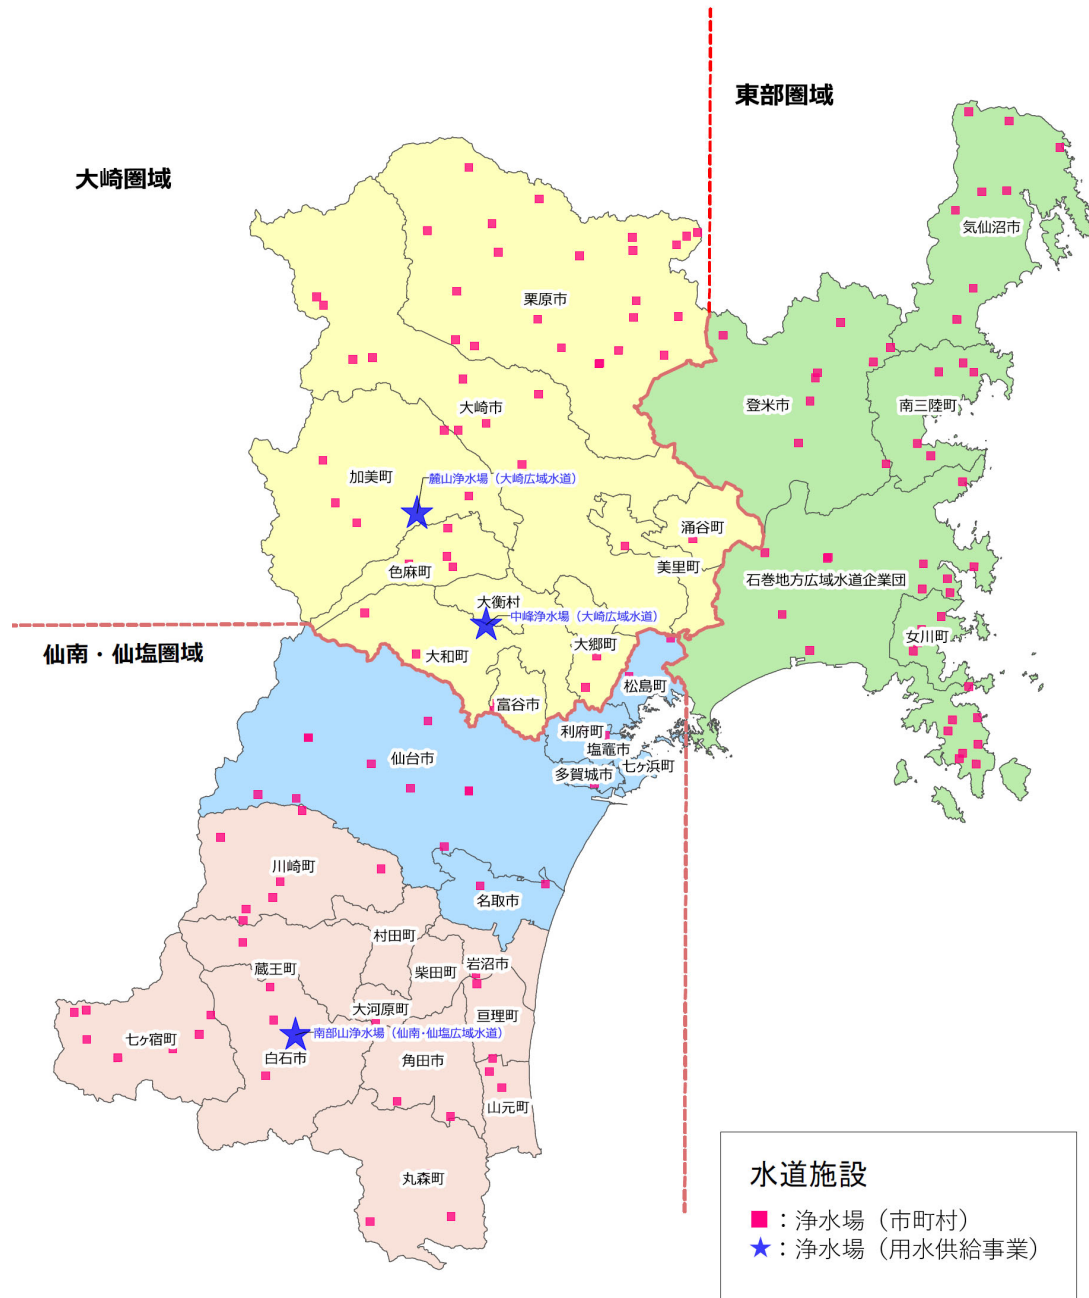 東部圏域
大崎圏域
気仙沼市
栗原市
登米市
南三陸町
大崎市
加美町
麓山浄水場（大崎広域水道）
涌谷町
美里町
色麻町
石巻地方広域水道企業団
大衡村
中峰浄水場（大崎広域水道）
女川町
大郷町
仙南・仙塩圏域
大和町
松島町
富谷市
利府町
塩竈市
仙台市
七ヶ浜町
多賀城市
川崎町
名取市
村田町
岩沼市
蔵王町
柴田町
大河原町
亘理町
南部山浄水場（仙南・仙塩広域水道）
七ヶ宿町
白石市
角田市
山元町
丸森町
水道施設
：浄水場（市町村）
：浄水場（用水供給事業）